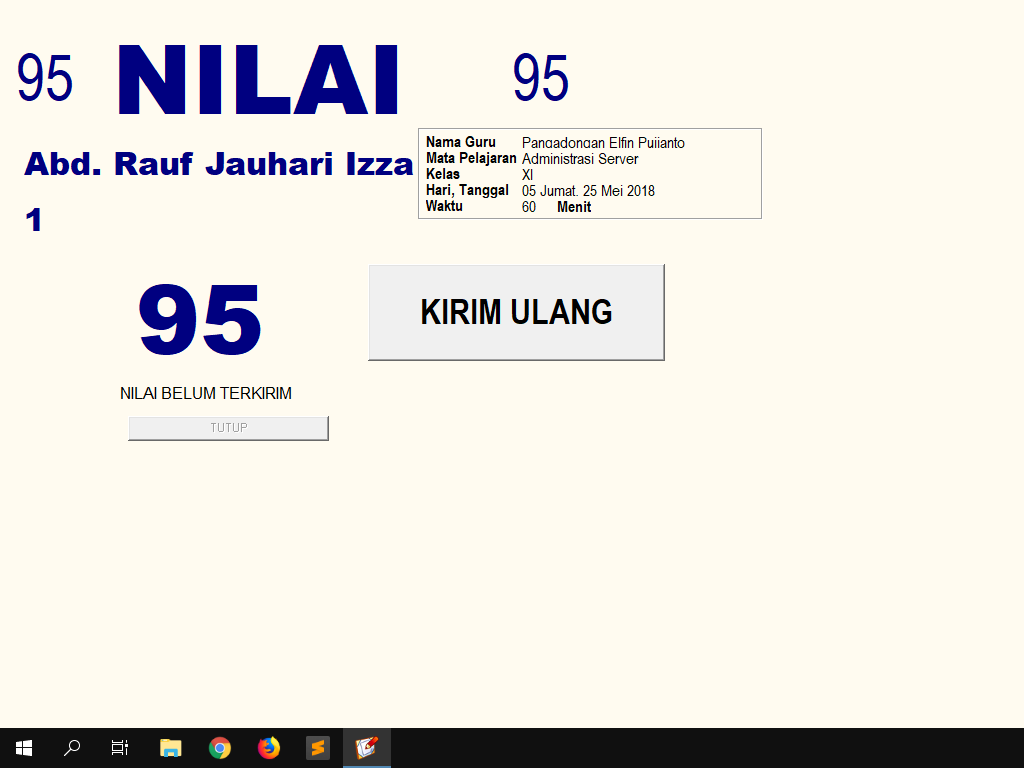 95 NILAI 95
Abd. Rauf Jauhari Izza
1
Nama Guru Pangadongan Elfin Pujianto
Mata Pelajaran Administrasi Server
Kelas XI
Hari, Tanggal 05 Jumat. 25 Mei 2018
Waktu 60 Menit
95
KIRIM ULANG
NILAI BELUM TERKIRIM
TUTUP